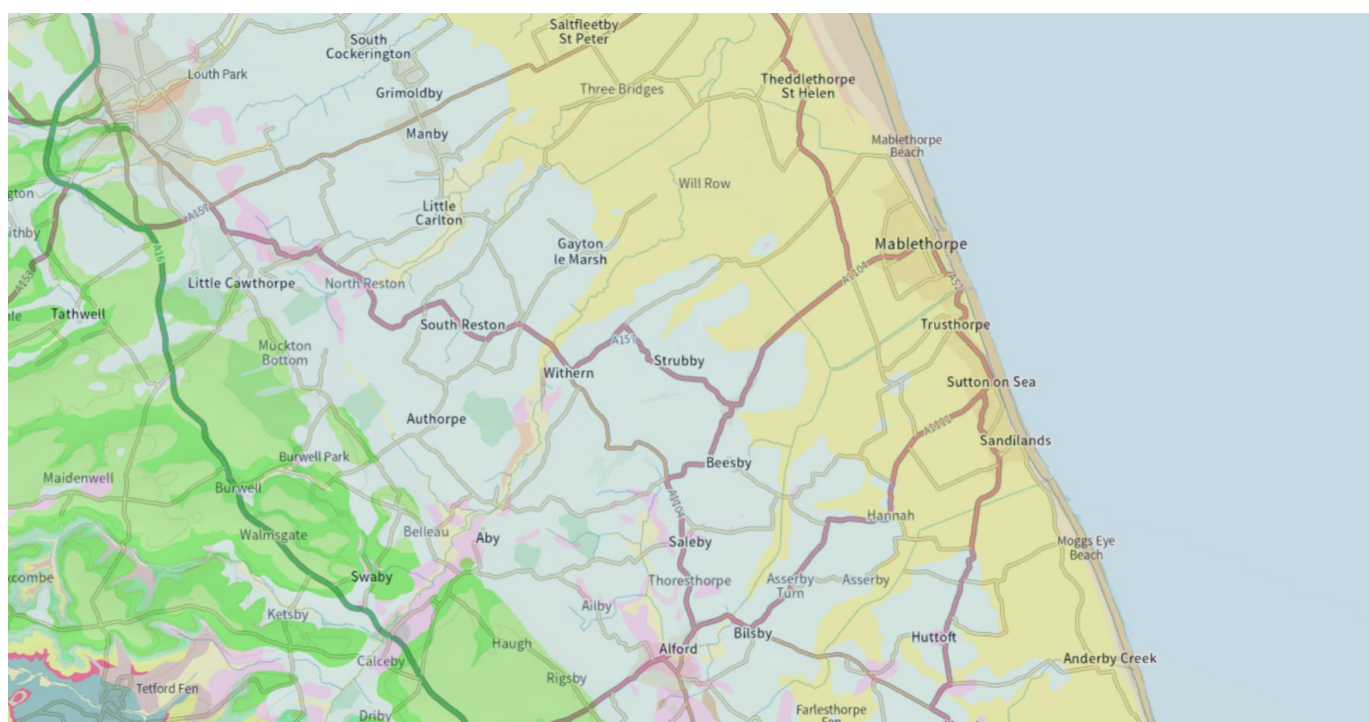 Saltfleetby
St Peter
South
Cockerington
Louth Park
Theddlethorpe
St Helen
Three Bridges
Grimoldby
Manby
Mablethorpe
Beach
Will Row
gton
Little
Carlton
A157
ithby
Gayton
le Marsh
Mablethorpe
A16
A153
Little Cawthorpe
North Reston
A1104
A52
Tathwell
South Reston
Trusthorpe
A157
Muckton
Bottom
Strubby
Withern
Sutton on Sea
Authorpe
A1111
Sandilands
Burwell Park
Beesby
Maidenwell
Burwell
A1104
Hannah
Walmsgate
Belleau
Aby
Saleby
Moggs Eye
Beach
xcombe
Swaby
Thoresthorpe
Asserby
Turn
Asserby
Ketsby
Ailby
Bilsby
Huttoft
Haugh
Alford
Calceby
Anderby Creek
Rigsby
Tetford Fen
Driby
Farlesthorpe
Fen